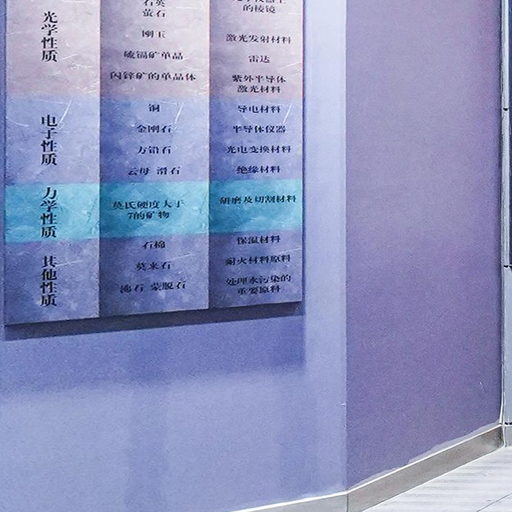 光学性质
石英
萤石
的棱镜
刚玉
激光发射材料
硫镉矿单晶
雷达
闪锌矿的单晶体
紫外半导体
激光材料
电子性质
铜
导电材料
金刚石
半导体仪器
方铅石
光电变换材料
云母 滑石
绝缘材料
力学性质
莫氏硬度大于
7的矿物
研磨及切割材料
其他性质
石棉
保温材料
莫来石
耐火材料原料
沸石 蒙脱石
处理水污染的
重要原料